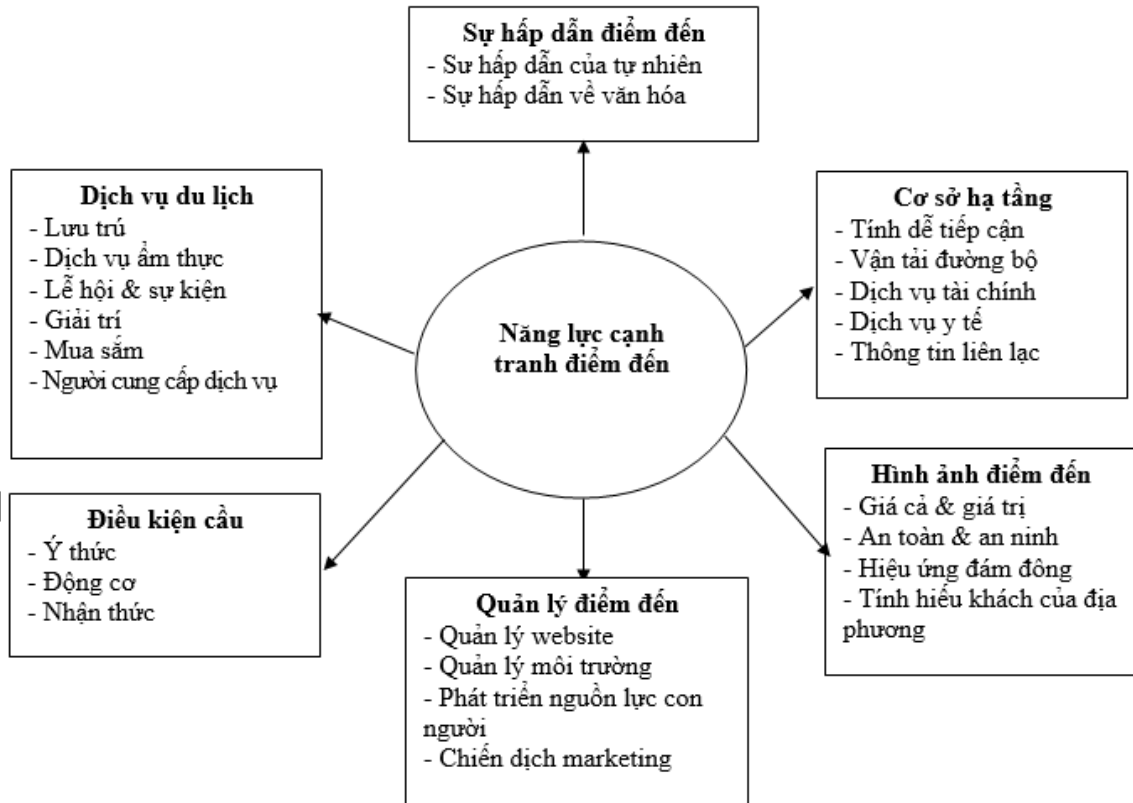 Sự hấp dẫn điểm đến
- Sư hấp dẫn của tự nhiên
- Sự hấp dẫn về văn hóa
Dịch vụ du lịch
- Lưu trú
- Dịch vụ ẩm thực
- Lễ hội & sự kiện
- Giải trí
- Mua sắm
- Người cung cấp dịch vụ
Cơ sở hạ tầng
- Tính dễ tiếp cận
- Vận tải đường bộ
- Dịch vụ tài chính
- Dịch vụ y tế
- Thông tin liên lạc
Năng lực cạnh
tranh điểm đến
Điều kiện cầu
- Ý thức
- Động cơ
- Nhận thức
Quản lý điểm đến
- Quản lý website
- Quản lý môi trường
- Phát triển nguồn lực con
người
- Chiến dịch marketing
Hình ảnh điểm đến
- Giá cả & giá trị
- An toàn & an ninh
- Hiệu ứng đám đông
- Tính hiếu khách của địa
phương